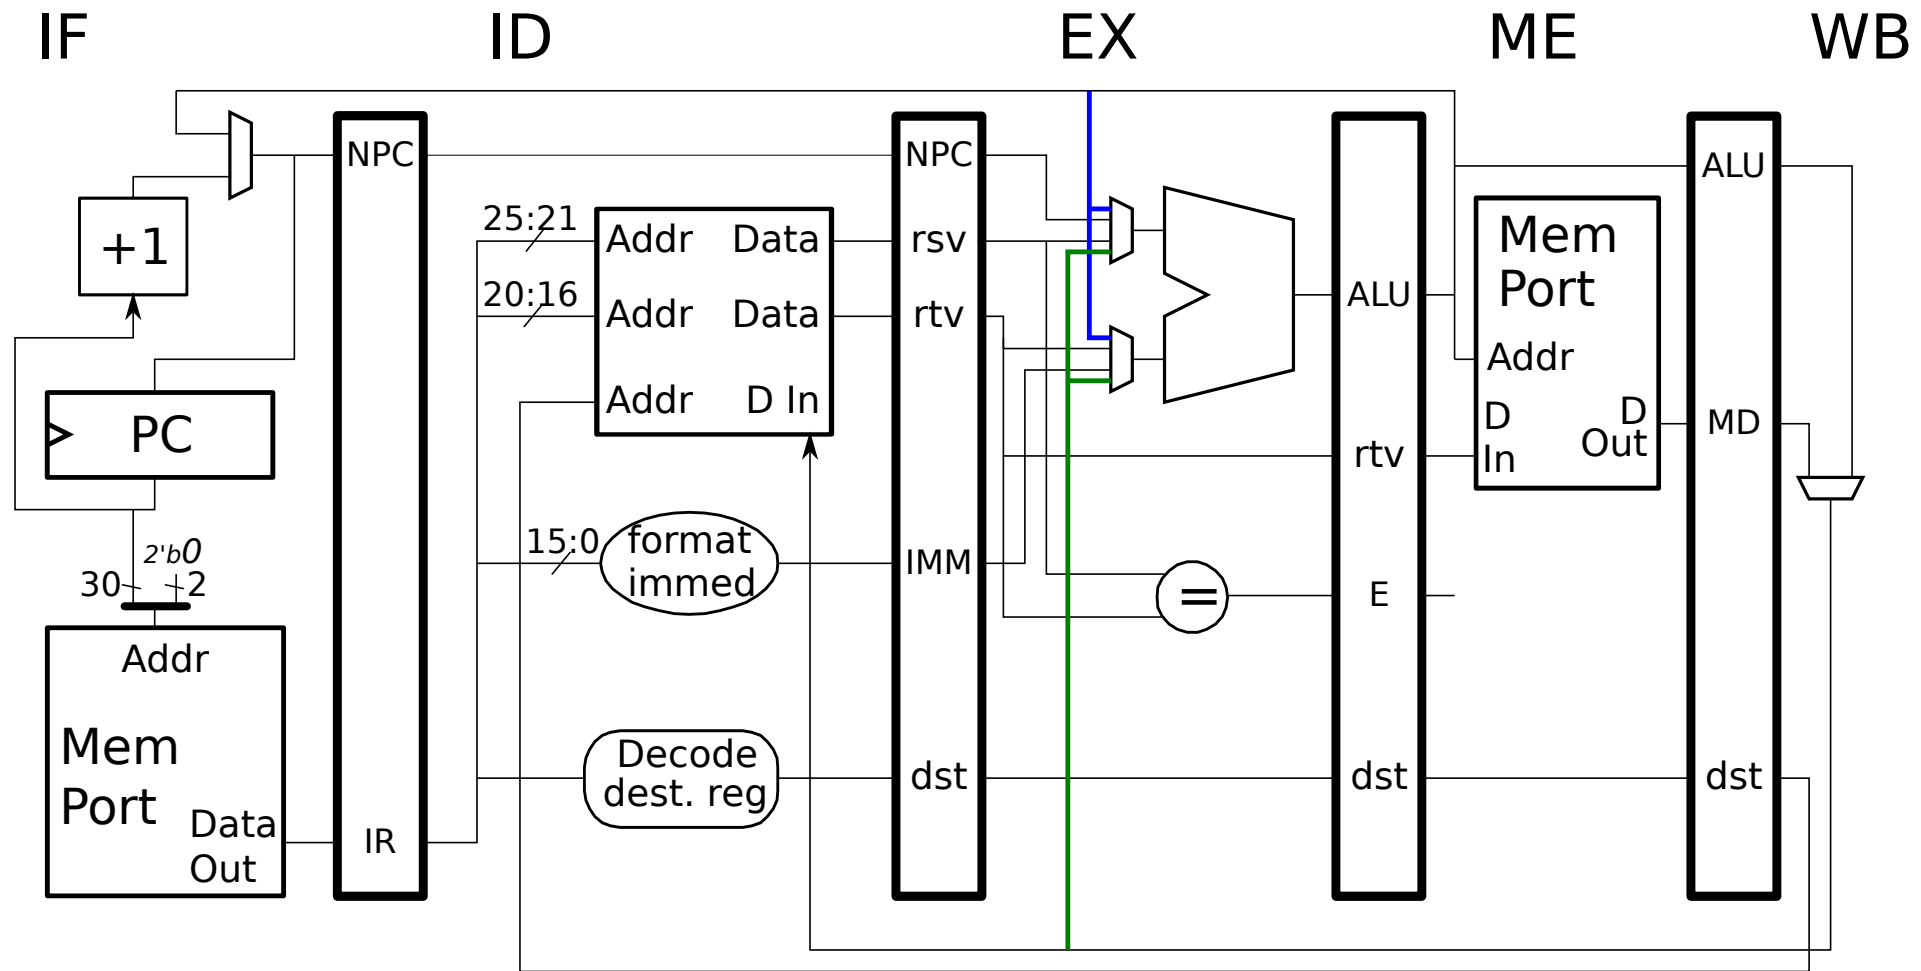 IF
ID
EX
ME
WB
+1
PC
2'b0
30
2
Addr
Mem
Port
Data
Out
NPC
IR
25:21
20:16
15:0
Addr Data
Addr Data
Addr D In
format
immed
Decode
dest. reg
NPC
rsv
rtv
IMM
dst
=
ALU
rtv
E
dst
Mem
Port
Addr
D
In
D
Out
ALU
MD
dst